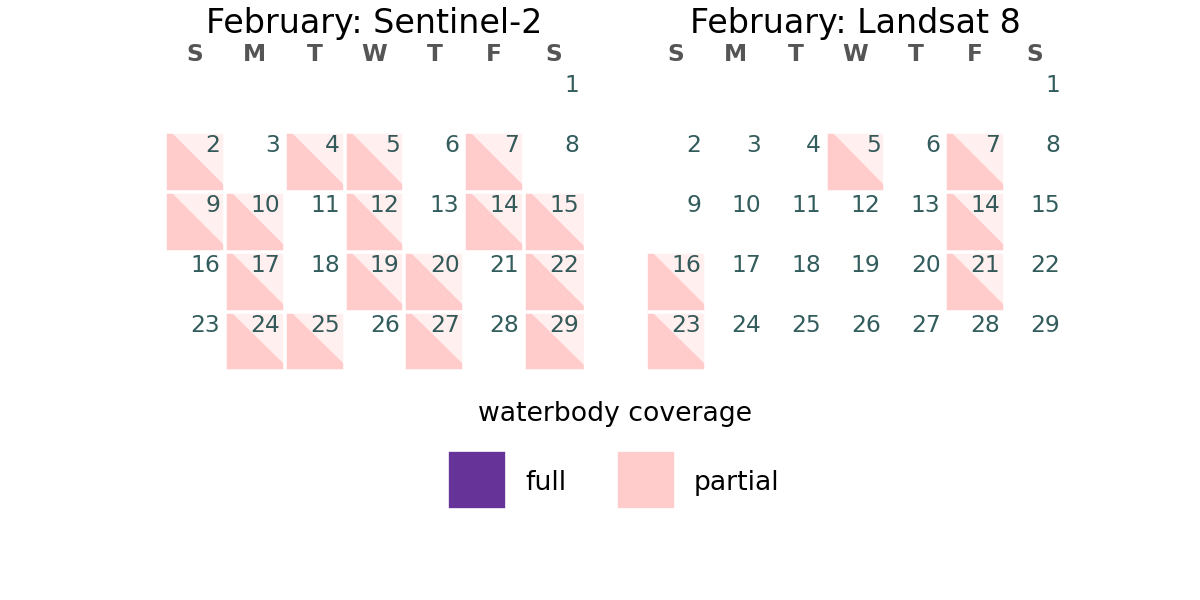 February: Sentinel-2
S M T W T F S
1
2 3 4 5 6 7 8
9 10 11 12 13 14 15
16 17 18 19 20 21 22
23 24 25 26 27 28 29
February: Landsat 8
S M T W T F S
1
2 3 4 5 6 7 8
9 10 11 12 13 14 15
16 17 18 19 20 21 22
23 24 25 26 27 28 29
waterbody coverage
full
partial